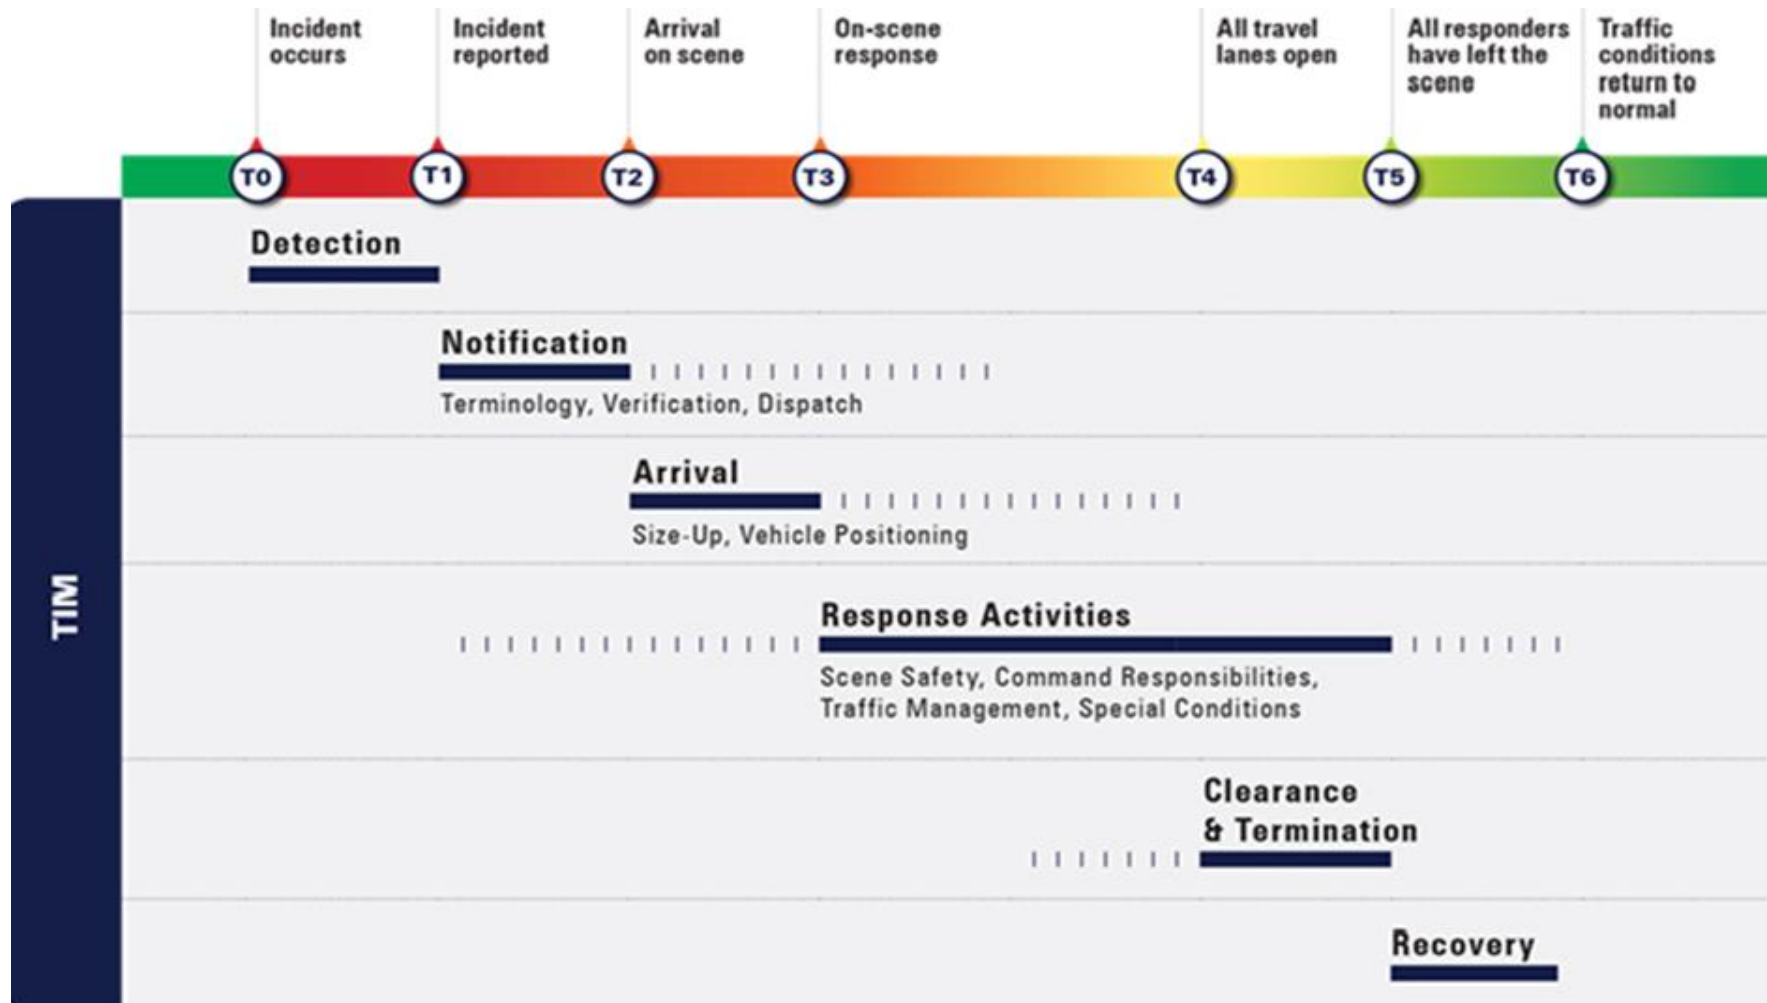 Incident
occurs
Incident
reported
Arrival
on scene
On-scene
response
All travel
lanes open
All responders
have left the
scene
Traffic
conditions
return to
normal
T0
T1
T2
T3
T4
T5
T6
TIM
Detection
Notification
Terminology, Verification, Dispatch
Arrival
Size-Up, Vehicle Positioning
Response Activities
Scene Safety, Command Responsibilities,
Traffic Management, Special Conditions
Clearance
& Termination
Recovery